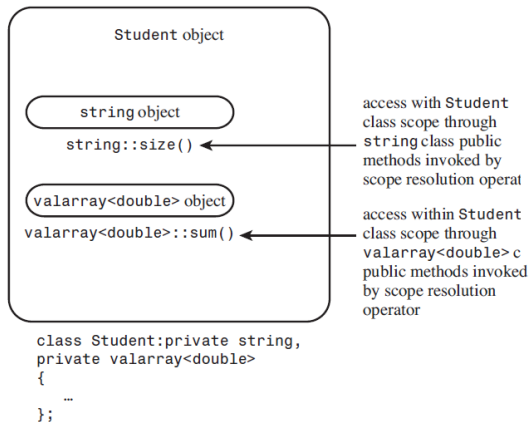 Student object
string object
string::size()
access with Student
class scope through
string class public
methods invoked by
scope resolution operat
valarray<double> object
valarray<double>::sum()
access within Student
class scope through
valarray<double> c
public methods invoked
by scope resolution
operator
class Student:private string,
private valarray<double>
{
…
};